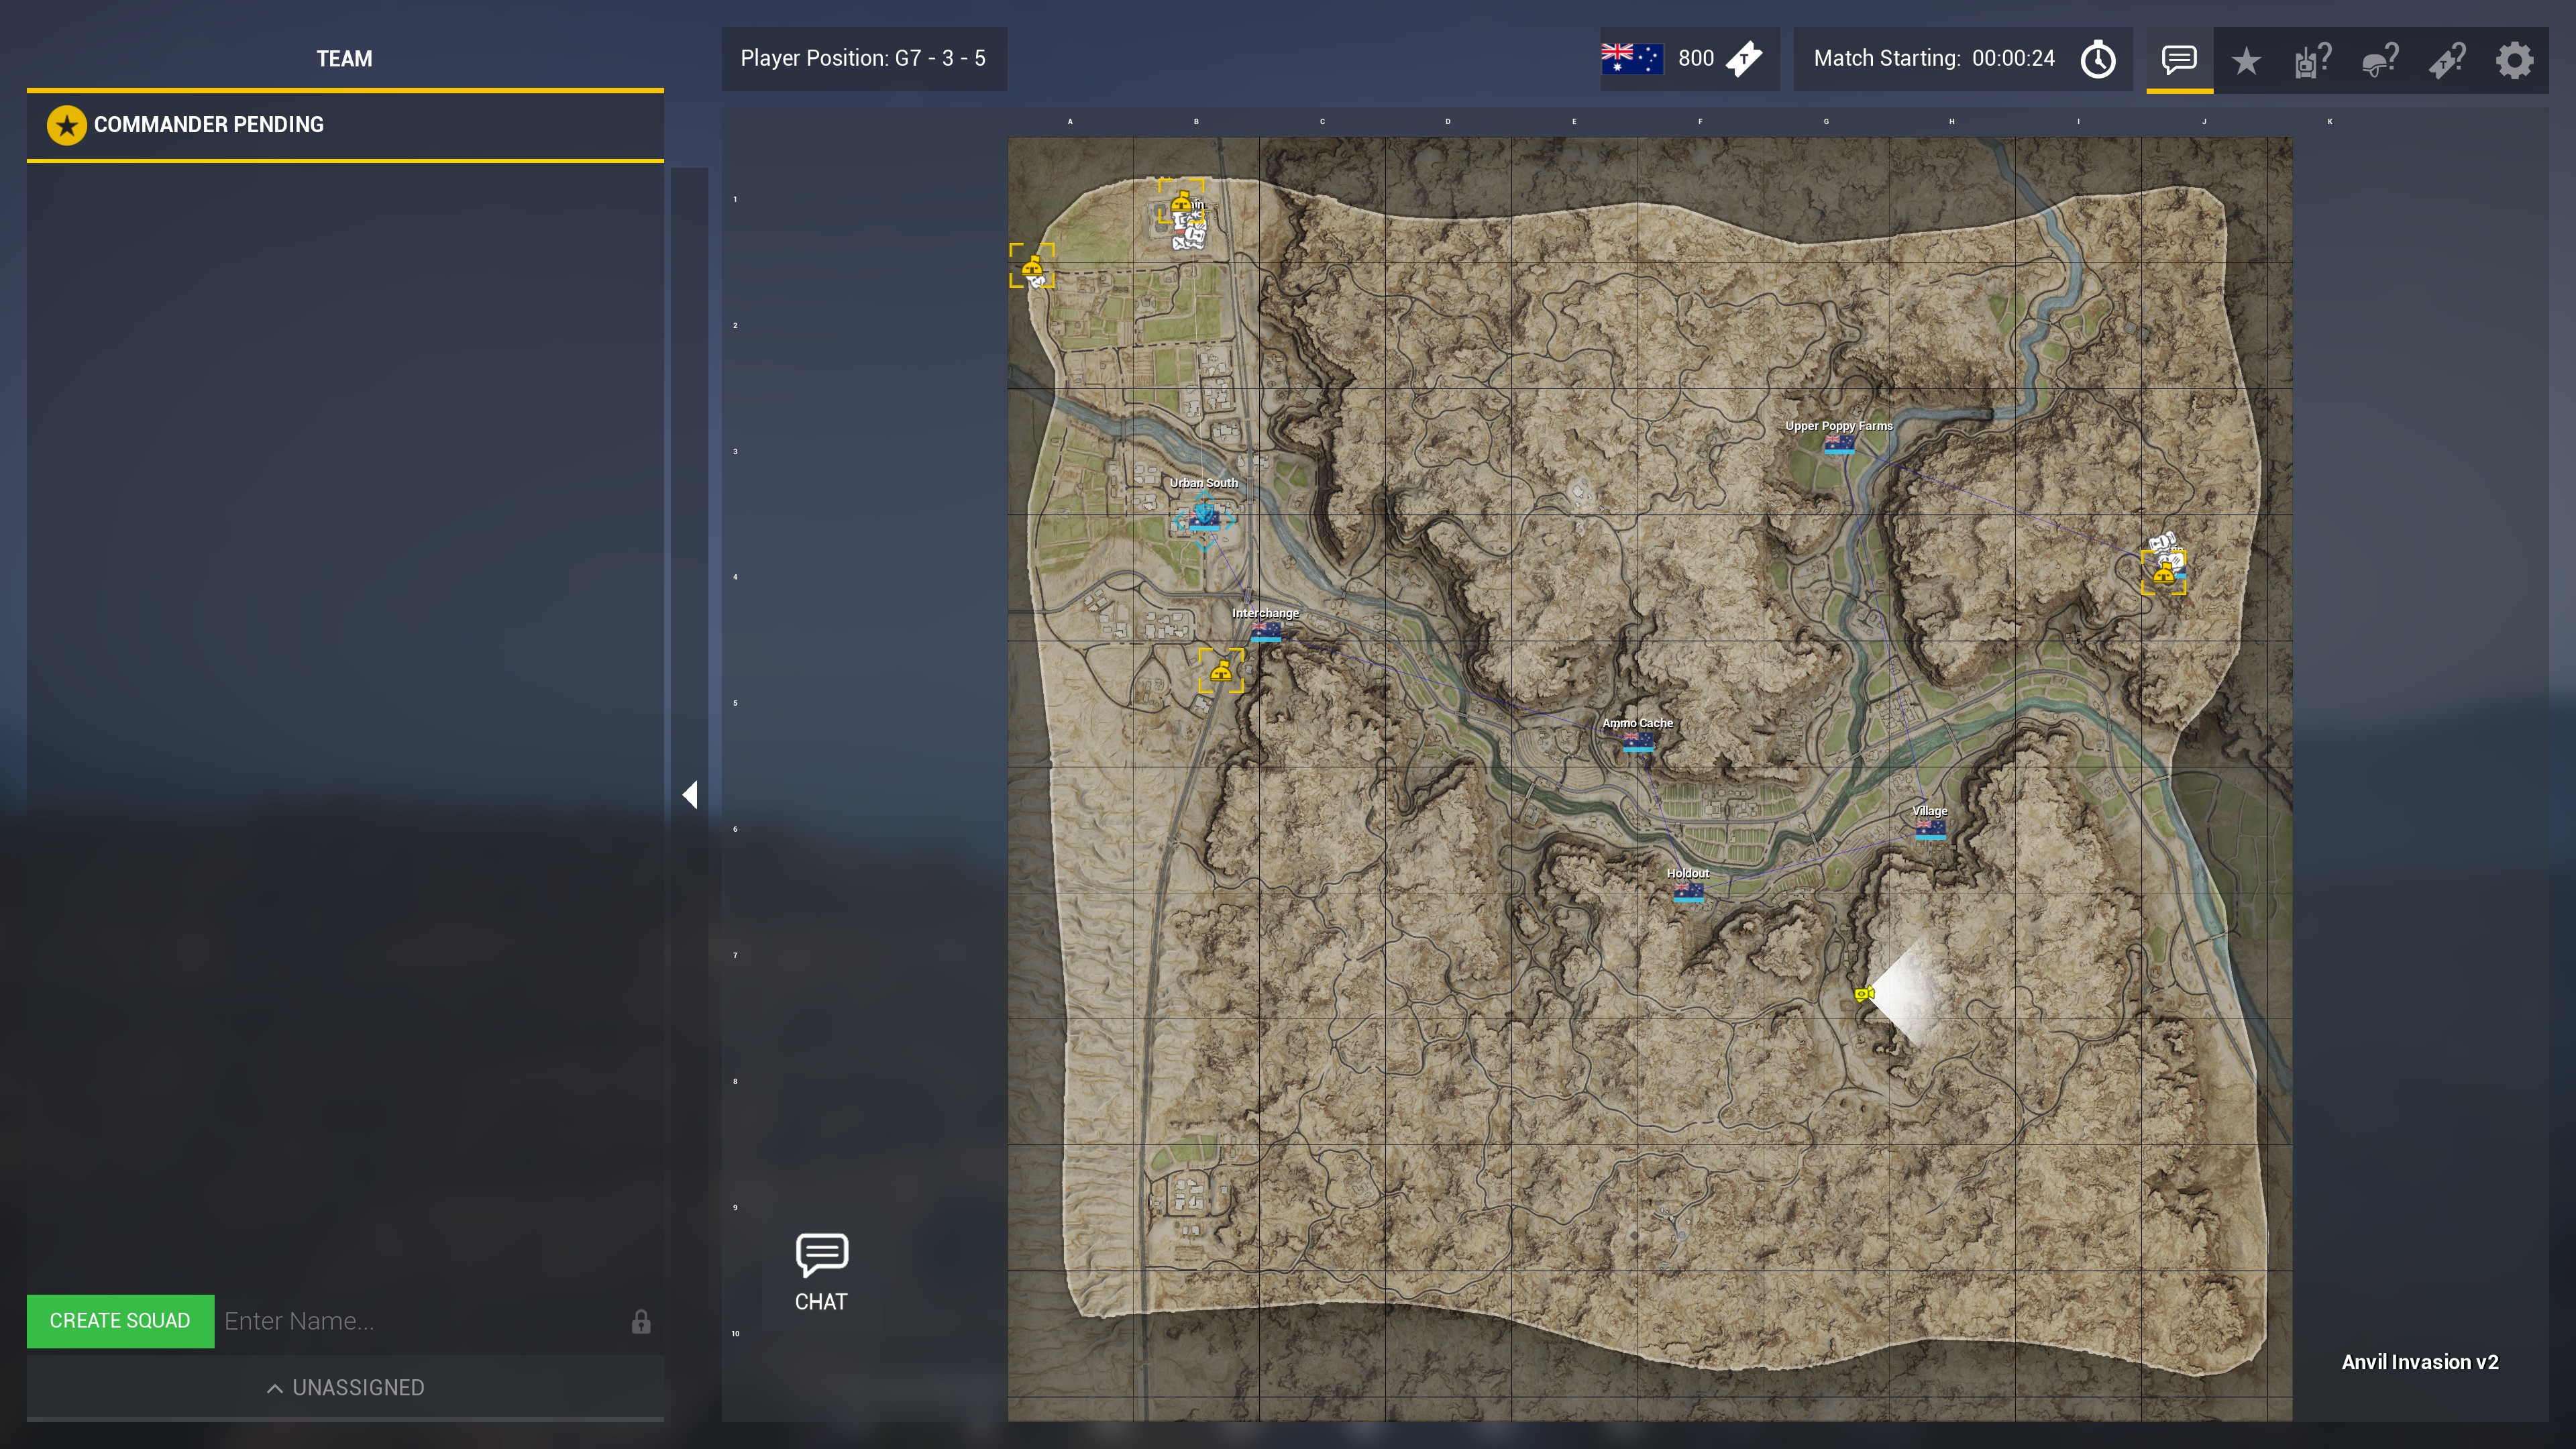 TEAM
COMMANDER PENDING
CREATE SQUAD
Enter Name...
UNASSIGNED
Player Position: G7 - 3 - 5
800
T
Match Starting: 00:00:24
T
A B C D E F G H I J K
1
2
3
4
5
6
7
8
9
10
Upper Poppy Farms
Urban South
Interchange
Ammo Cache
Village
Holdout
CHAT
Anvil Invasion v2